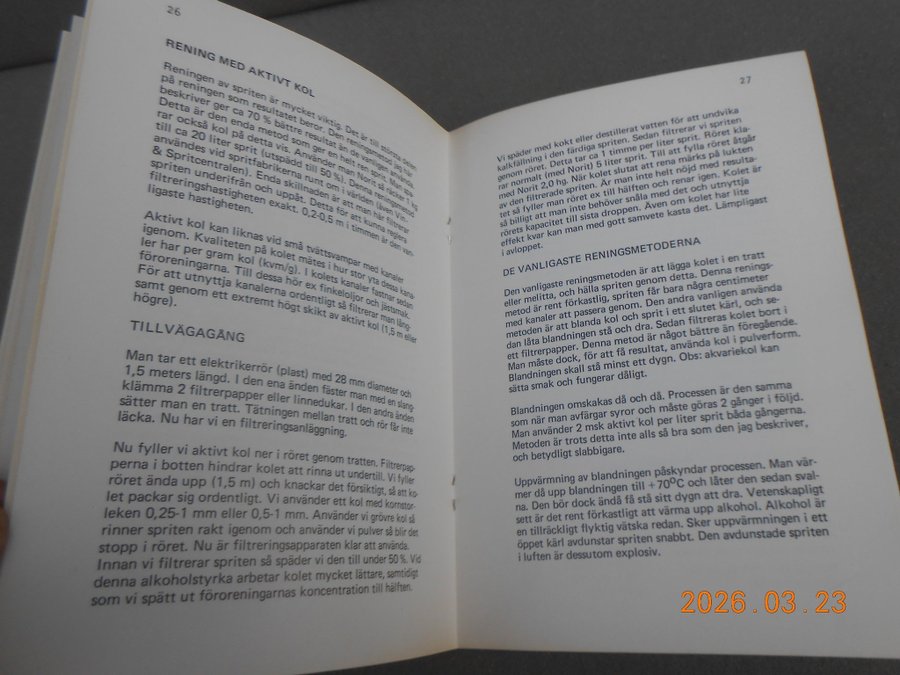 26
RENING MED AKTIVT KOL
Reningen av spriten är mycket viktig. Det är till största delen
på reningen som resultatet beror. Den reningsmetod jag här
beskriver ger ca 70 % bättre resultat än de vanligen använda.
Detta är den enda metod som ger en helt ren sprit. Man spa-
rar också kol på detta vis. Använder man Norit så räcker 1 kg
till ca 20 liter sprit (utspädd till 50 %). Denna reningsmetod
användes vid spritfabrikerna runt om i världen (även Vin-
& Spritcentralen). Enda skillnaden är att man här filtrerar
spriten underifrån och uppåt. Detta för att kunna reglera
filtreringshastigheten exakt. 0,2-0,5 m i timmen är den van-
ligaste hastigheten.
Aktivt kol kan liknas vid små tvättsvampar med kanaler
igenom. Kvaliteten på kolet mätes i hur stor yta dessa kana-
ler har per gram kol (kvm/g). I kolets kanaler fastnar sedan
föroreningarna. Till dessa hör ex finkeloljor och jästsmak.
För att utnyttja kanalerna ordentligt så filtrerar man lång-
samt genom ett extremt högt skikt av aktivt kol (1,5 m eller
högre).
TILLVÄGAGÅNG
Man tar ett elektrikerrör (plast) med 28 mm diameter och
1,5 meters längd. I den ena änden fäster man med en slang-
klämma 2 filtrerpapper eller linnedukar. I den andra änden
sätter man en tratt. Tätningen mellan tratt och rör får inte
läcka. Nu har vi en filtreringsanläggning.
Nu fyller vi aktivt kol ner i röret genom tratten. Filtrerpap-
perna i botten hindrar kolet att rinna ut undertill. Vi fyller
röret ända upp (1,5 m) och knackar det försiktigt, så att ko-
let packar sig ordentligt. Vi använder ett kol med kornstor-
leken 0,25-1 mm eller 0,5-1 mm. Använder vi grövre kol så
rinner spriten rakt igenom och använder vi pulver så blir det
stopp i röret. Nu är filtreringsapparaten klar att använda.
Innan vi filtrerar spriten så späder vi den till under 50 %. Vid
denna alkoholstyrka arbetar kolet mycket lättare, samtidigt
som vi spätt ut föroreningarnas koncentration till hälften.
27
Vi späder med kokt eller destillerat vatten för att undvika
kalkfällning i den färdiga spriten. Sedan filtrerar vi spriten
genom röret. Detta tar ca 1 timme per liter sprit. Röret kla-
rar normalt (med Norit) 5 liter sprit. Till att fylla röret åtgår
med Norit 2,0 hg. När kolet slutat att rena märks på lukten
av den filtrerade spriten. Är man inte helt nöjd med resulta-
tet så fyller man röret ex till hälften och renar igen. Kolet är
så billigt att man inte behöver snåla med det och utnyttja
rörets kapacitet till sista droppen. Även om kolet har lite
effekt kvar kan man med gott samvete kasta det. Lämpligast
i avloppet.
DE VANLIGASTE RENINGSMETODERNA
Den vanligaste reningsmetoden är att lägga kolet i en tratt
eller melitta, och hälla spriten genom detta. Denna renings-
metod är rent förkastlig, spriten får bara några centimeter
med kanaler att passera genom. Den andra vanligen använda
metoden är att blanda kol och sprit i ett slutet kärl, och se-
dan låta blandningen stå och dra. Sedan filtreras kolet bort i
ett filtrerpapper. Denna metod är något bättre än föregående.
Man måste dock, för att få resultat, använda kol i pulverform.
Blandningen skall stå minst ett dygn. Obs: akvariekol kan
sätta smak och fungerar dåligt.
Blandningen omskakas då och då. Processen är den samma
som när man avfärgar syror och måste göras 2 gånger i följd.
Man använder 2 msk aktivt kol per liter sprit båda gångerna.
Metoden är trots detta inte alls så bra som den jag beskriver,
och betydligt slabbigare.
Uppvärmning av blandningen påskyndar processen. Man vär-
mer då upp blandningen till +70°C och låter den sedan sval-
na. Den bör dock ändå få stå sitt dygn att dra. Vetenskapligt
sett är det rent förkastligt att värma upp alkohol. Alkohol är
en tillräckligt flyktig vätska redan. Sker uppvärmningen i ett
öppet kärl avdunstar spriten snabbt. Den avdunstade spriten
i luften är dessutom explosiv.
2026.03.23